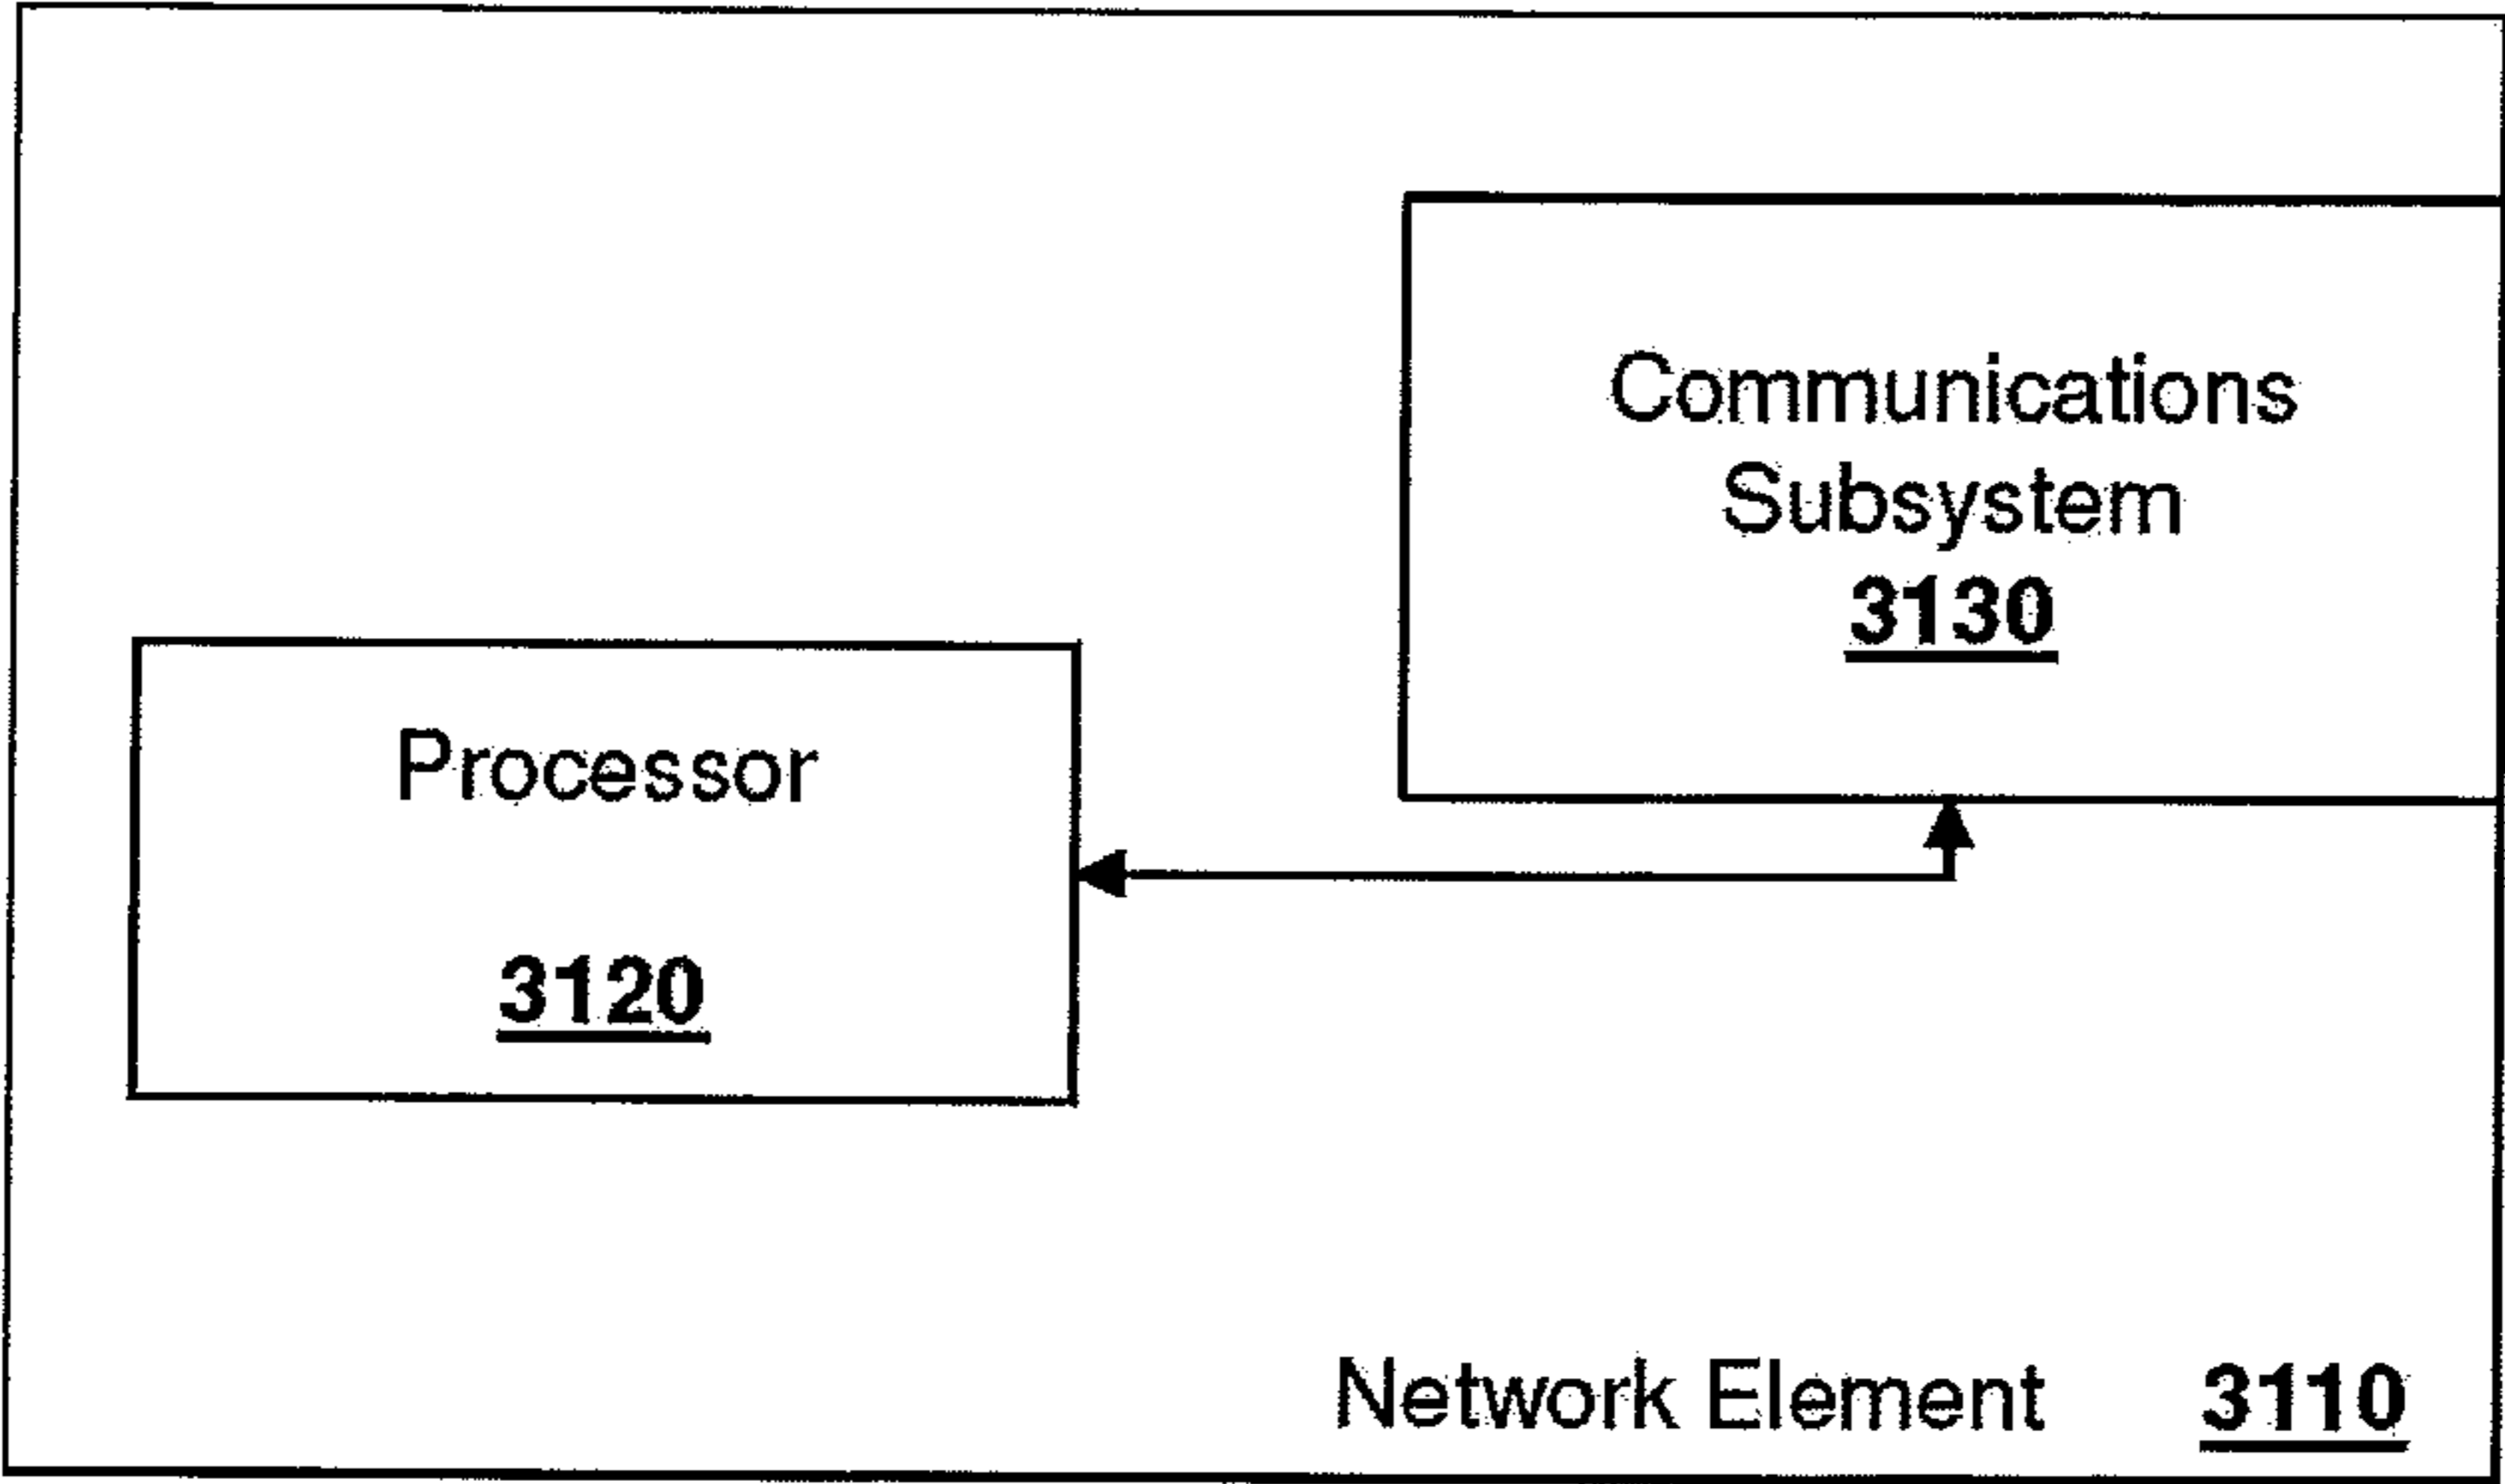 Communications
Subsystem
3130
Processor
3120
Network Element 3110